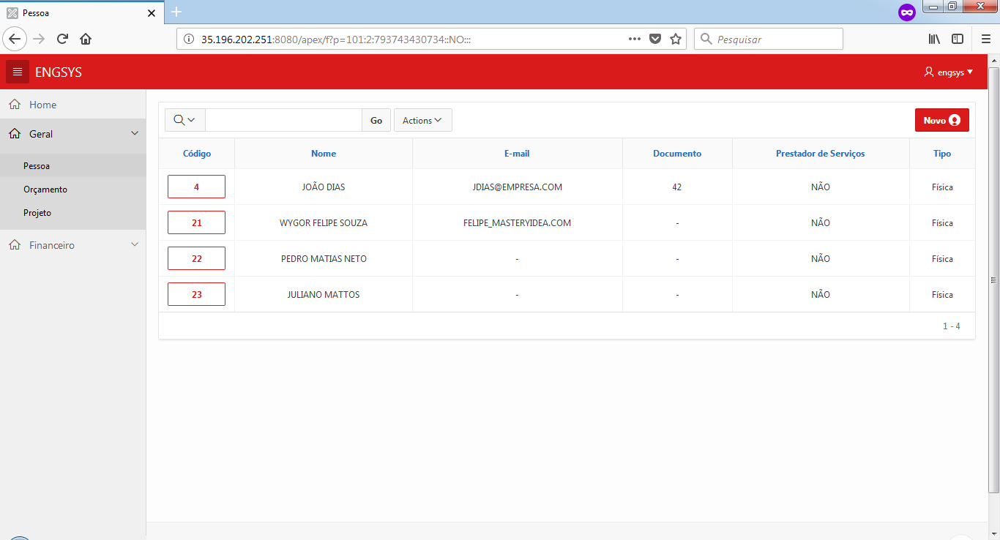 Pessoa
35.196.202.251:8080/apex/f?p=101:2:793743430734::NO:::
Pesquisar
ENGSYS
engsys
Home
Geral
Pessoa
Orçamento
Projeto
Financeiro
Go
Actions
Novo
Código Nome E-mail Documento Prestador de Serviços Tipo
4 JOÃO DIAS JDIAS@EMPRESA.COM 42 NÃO Física
21 WYGOR FELIPE SOUZA FELIPE_MASTERYIDEA.COM - NÃO Física
22 PEDRO MATIAS NETO - - NÃO Física
23 JULIANO MATTOS - - NÃO Física
1 - 4